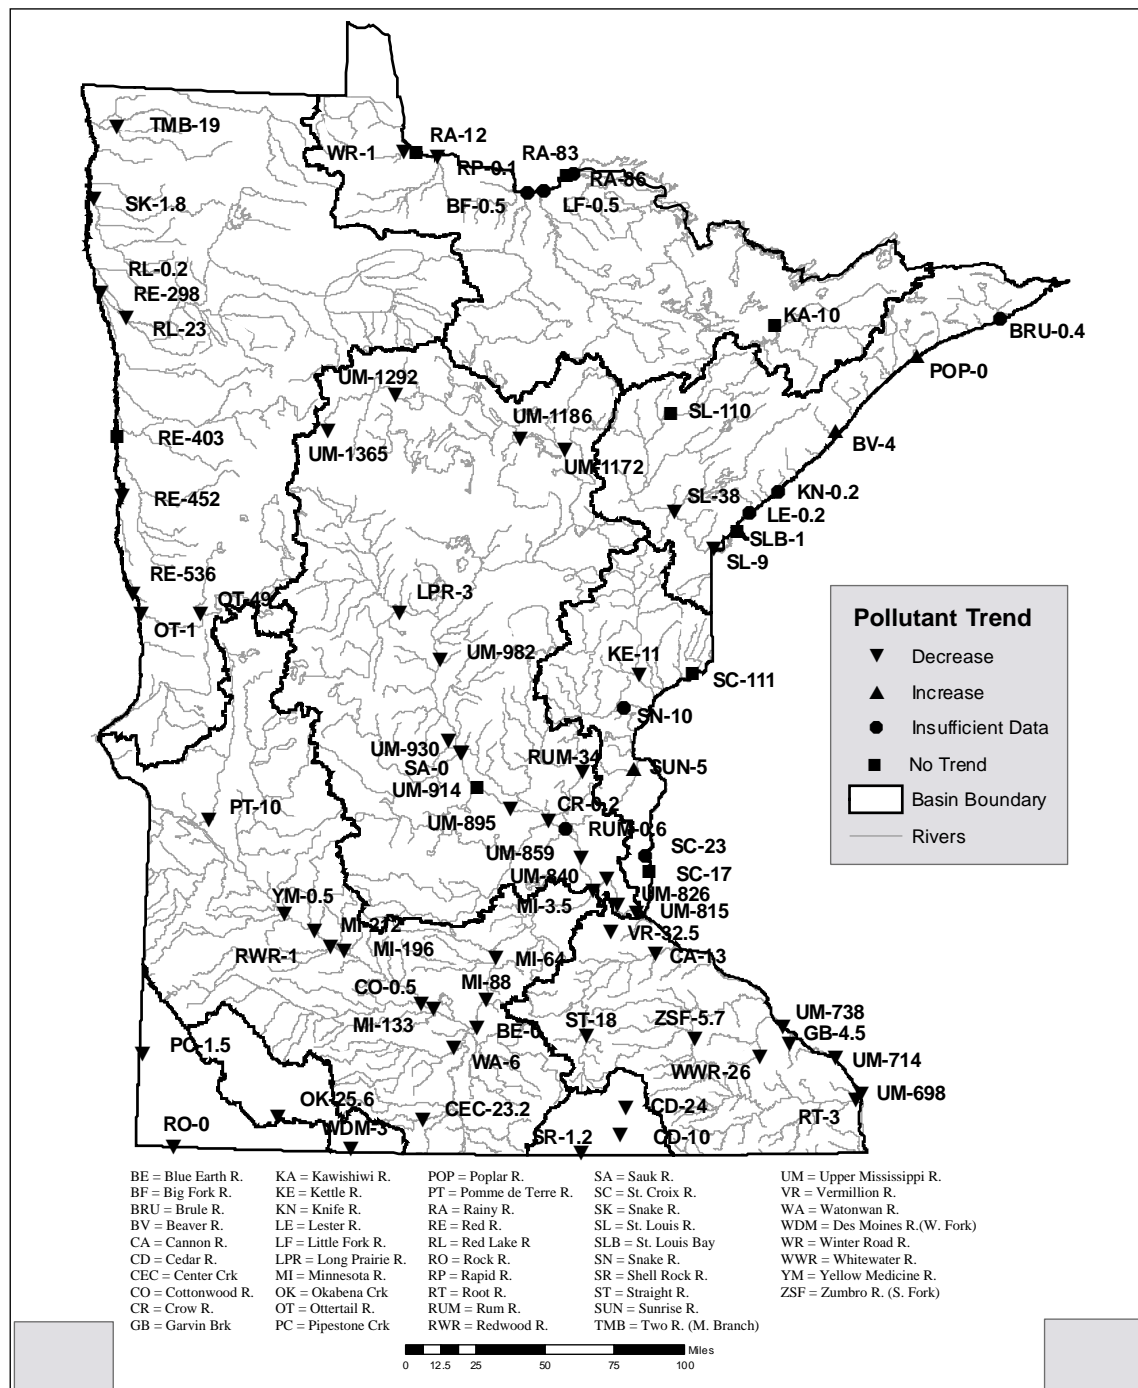 TMB-19
RA-12
WR-1
RP-0.1
RA-83
RA-86
SK-1.8
BF-0.5
LF-0.5
RL-0.2
RE-298
RL-23
KA-10
BRU-0.4
POP-0
UM-1292
UM-1186
SL-110
RE-403
UM-1365
UM-1172
BV-4
RE-452
SL-38
KN-0.2
LE-0.2
SLB-1
SL-9
RE-536
OT-49
LPR-3
OT-1
UM-982
KE-11
SC-111
SN-10
UM-930
SA-0
RUM-34
SUN-5
UM-914
PT-10
UM-895
CR-0.2
RUM-0.6
UM-859
SC-23
UM-840
SC-17
YM-0.5
MI-3.5
UM-826
UM-815
MI-212
VR-32.5
RWR-1
MI-196
MI-64
CA-13
CO-0.5
MI-88
MI-133
BE-0
ST-18
ZSF-5.7
UM-738
GB-4.5
PC-1.5
WA-6
WWR-26
UM-714
OK-25.6
CEC-23.2
CD-24
RT-3
UM-698
RO-0
WDM-3
SR-1.2
CD-10
Pollutant Trend
Decrease
Increase
Insufficient Data
No Trend
Basin Boundary
Rivers
BE = Blue Earth R.
BF = Big Fork R.
BRU = Brule R.
BV = Beaver R.
CA = Cannon R.
CD = Cedar R.
CEC = Center Crk
CO = Cottonwood R.
CR = Crow R.
GB = Garvin Brk
KA = Kawishiwi R.
KE = Kettle R.
KN = Knife R.
LE = Lester R.
LF = Little Fork R.
LPR = Long Prairie R.
MI = Minnesota R.
OK = Okabena Crk
OT = Ottertail R.
PC = Pipestone Crk
POP = Poplar R.
PT = Pomme de Terre R.
RA = Rainy R.
RE = Red R.
RL = Red Lake R
RO = Rock R.
RP = Rapid R.
RT = Root R.
RUM = Rum R.
RWR = Redwood R.
SA = Sauk R.
SC = St. Croix R.
SK = Snake R.
SL = St. Louis R.
SLB = St. Louis Bay
SN = Snake R.
SR = Shell Rock R.
ST = Straight R.
SUN = Sunrise R.
TMB = Two R. (M. Branch)
UM = Upper Mississippi R.
VR = Vermillion R.
WA = Watonwan R.
WDM = Des Moines R.(W. Fork)
WR = Winter Road R.
WWR = Whitewater R.
YM = Yellow Medicine R.
ZSF = Zumbro R. (S. Fork)
Miles
0 12.5 25 50 75 100